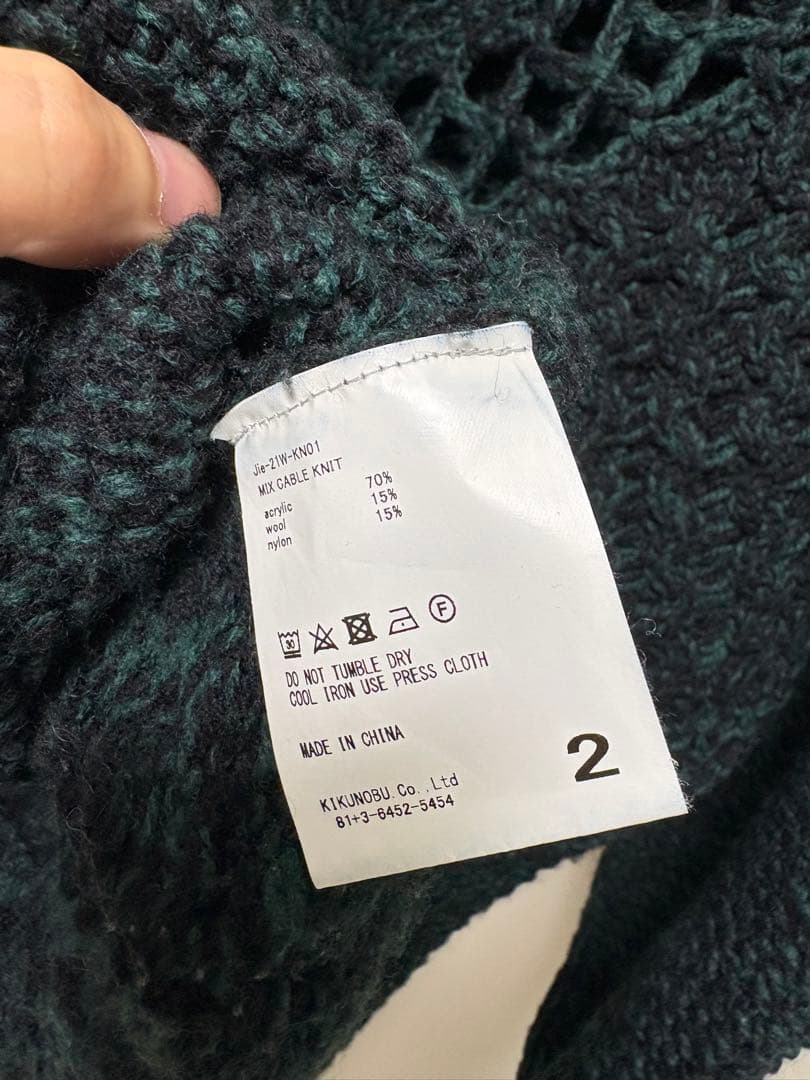 Jie-21W-KN01
MIX CABLE KNIT
acrylic 70%
wool 15%
nylon 15%
30 F
DO NOT TUMBLE DRY
COOL IRON USE PRESS CLOTH
MADE IN CHINA
2
KIKUNOBU.Co.,Ltd
81+3-6452-5454